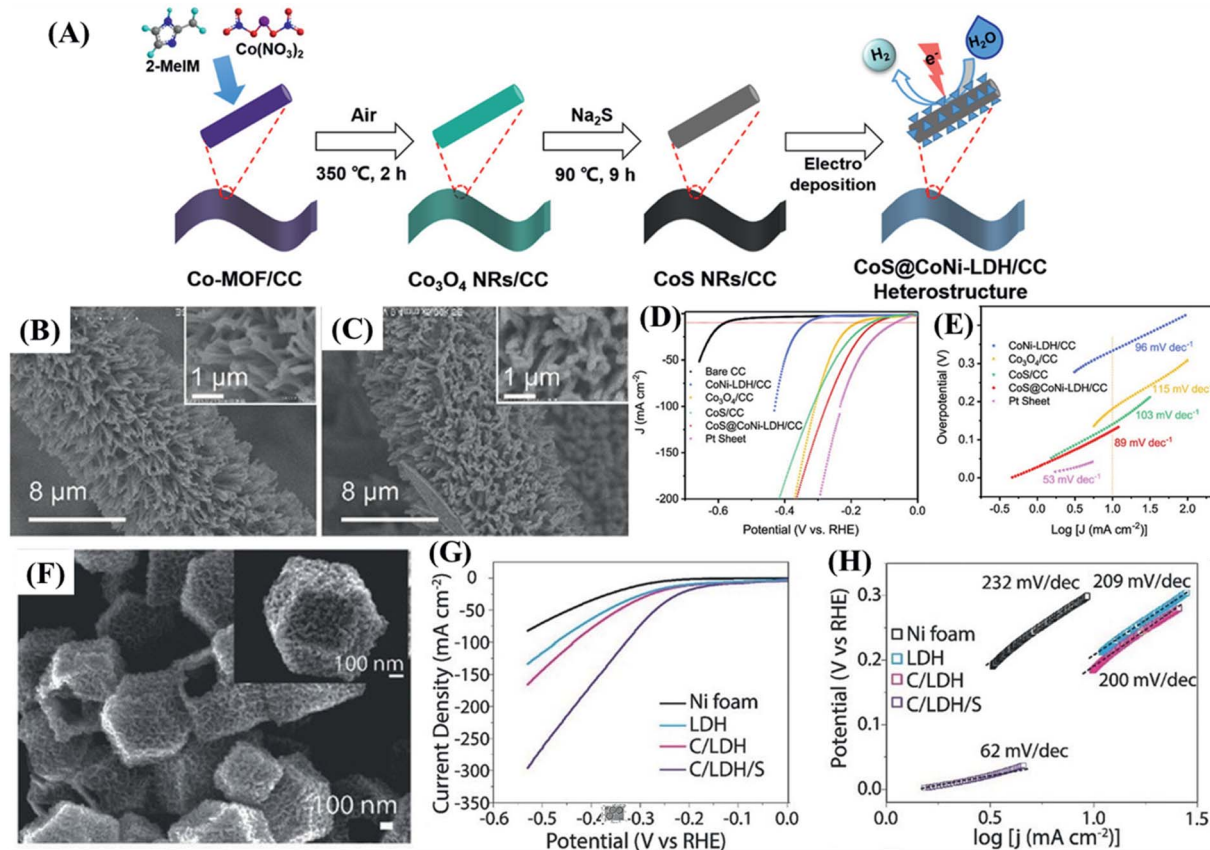 (A)
2-MeIM
Co(NO₃)₂
Air
350 ℃, 2 h
Na₂S
90 ℃, 9 h
Electro
deposition
H₂
e⁻
H₂O
Co-MOF/CC
Co₃O₄ NRs/CC
CoS NRs/CC
CoS@CoNi-LDH/CC
Heterostructure
(B)
1 μm
8 μm
(C)
1 μm
8 μm
(D)
0
-50
-100
-150
-200
J (mA cm⁻²)
Bare CC
CoNi-LDH/CC
Co₃O₄/CC
CoS/CC
CoS@CoNi-LDH/CC
Pt Sheet
-0.6
-0.4
-0.2
0.0
Potential (V vs. RHE)
(E)
0.3
0.2
0.1
0.0
Overpotential (V)
CoNi-LDH/CC
Co₃O₄/CC
CoS/CC
CoS@CoNi-LDH/CC
Pt Sheet
96 mV dec⁻¹
115 mV dec⁻¹
103 mV dec⁻¹
89 mV dec⁻¹
53 mV dec⁻¹
-0.5
0.0
0.5
1.0
1.5
2.0
Log [J (mA cm⁻²)]
(F)
100 nm
100 nm
(G)
0
-50
-100
-150
-200
-250
-300
-350
Current Density (mA cm⁻²)
Ni foam
LDH
C/LDH
C/LDH/S
-0.6
-0.5
-0.4
-0.3
-0.2
-0.1
0.0
Potential (V vs RHE)
(H)
0.3
0.2
0.1
0.0
Potential (V vs RHE)
232 mV/dec
209 mV/dec
Ni foam
LDH
C/LDH
C/LDH/S
200 mV/dec
62 mV/dec
0.0
0.5
1.0
1.5
log [j (mA cm⁻²)]